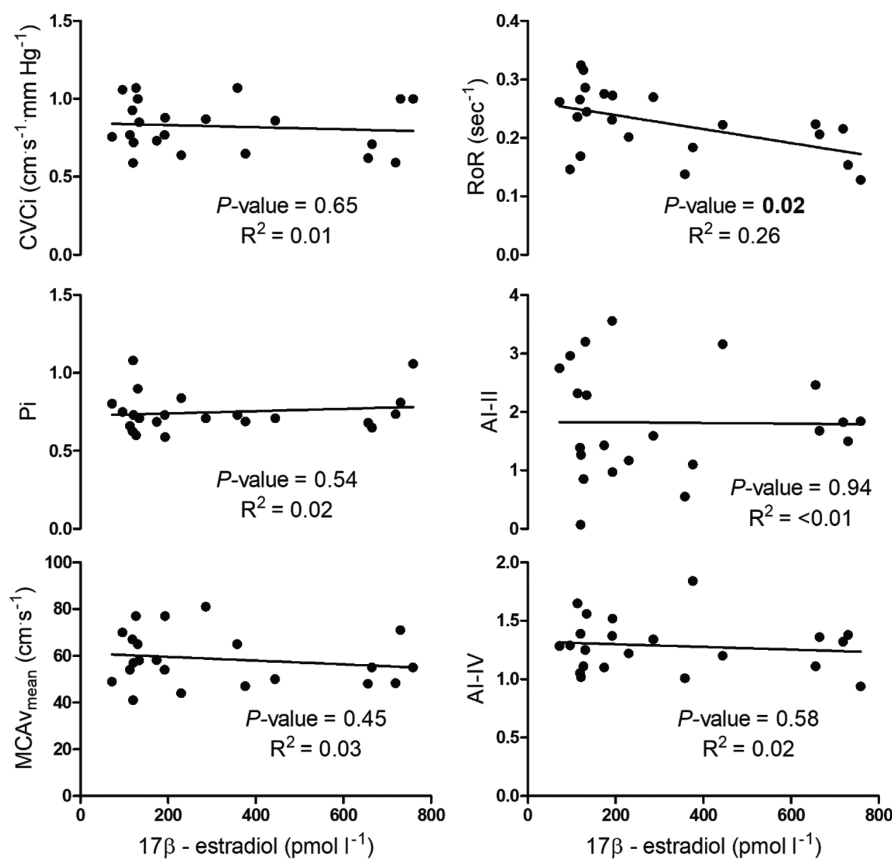 1.5
1.0
0.5
0.0
CVCi (cm·s⁻¹·mm Hg⁻¹)
P-value = 0.65
R² = 0.01
0.4
0.3
0.2
0.1
0.0
RoR (sec⁻¹)
P-value = 0.02
R² = 0.26
1.5
1.0
0.5
0.0
Pi
P-value = 0.54
R² = 0.02
4
3
2
1
0
AI-II
P-value = 0.94
R² = <0.01
100
80
60
40
20
0
MCAvmean (cm·s⁻¹)
P-value = 0.45
R² = 0.03
0 200 400 600 800
17β - estradiol (pmol l⁻¹)
2.0
1.5
1.0
0.5
0.0
AI-IV
P-value = 0.58
R² = 0.02
0 200 400 600 800
17β - estradiol (pmol l⁻¹)